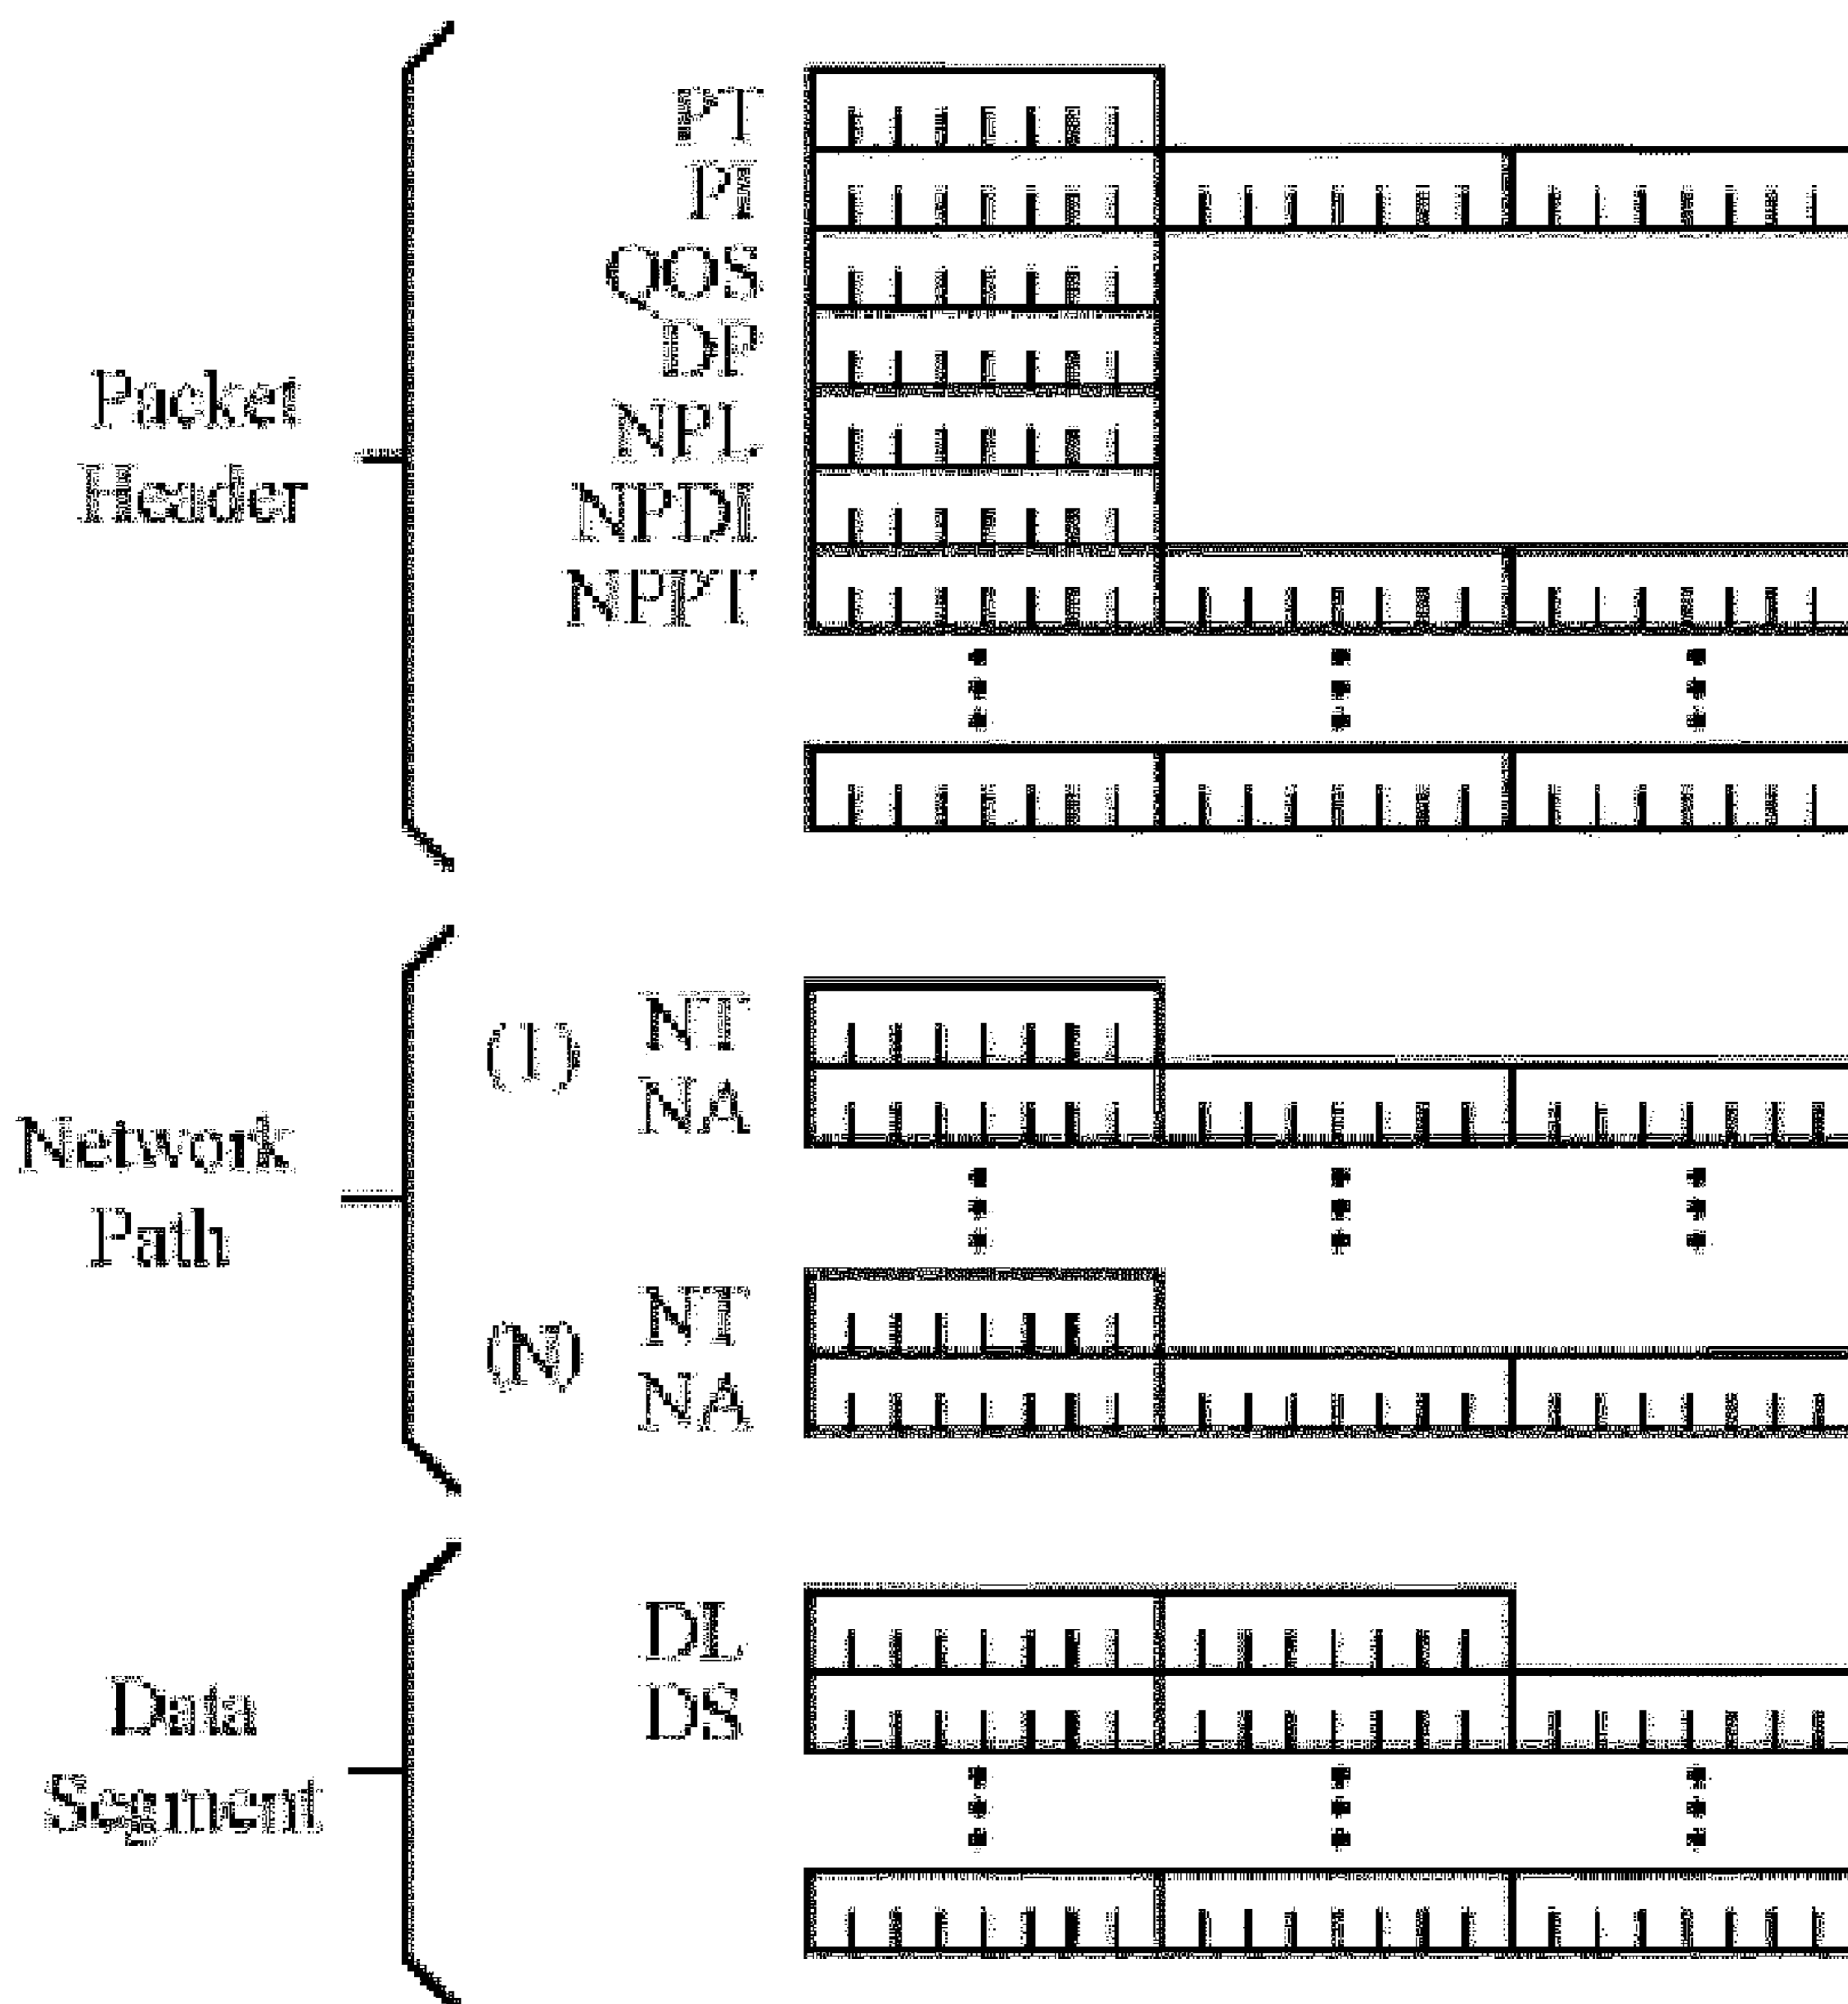 Packet
Header
PT
PI
QOS
DP
NPL
NPDI
NPPT
Network
Path
(1)
NT
NA
(N)
NT
NA
Data
Segment
DL
DS